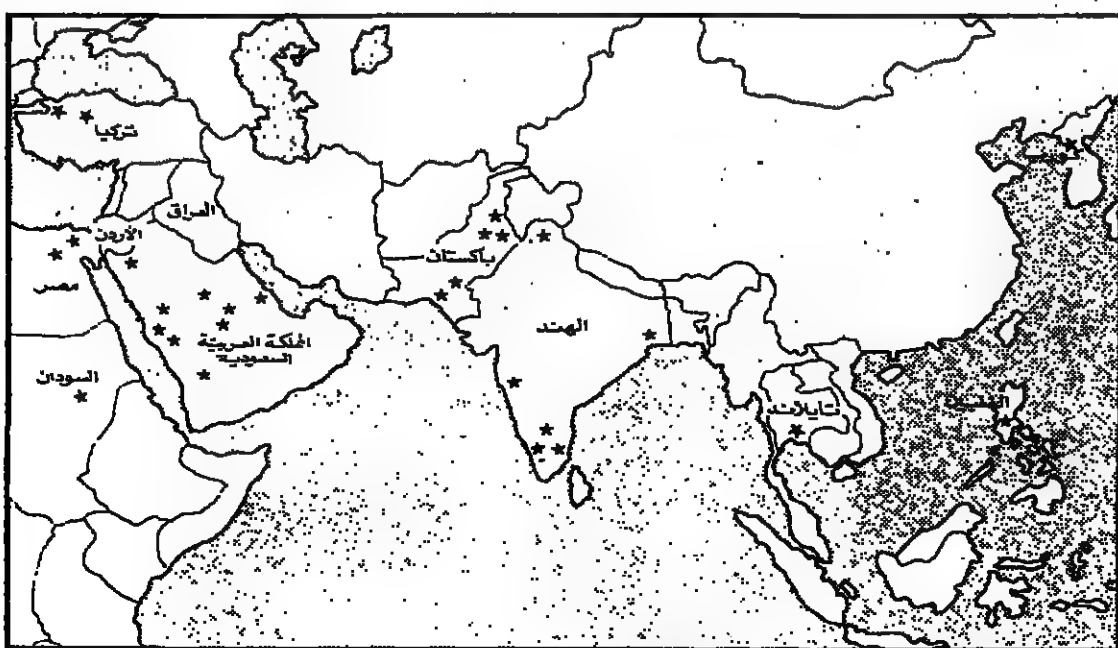 تركيا
العراق
الأردن
باكستان
مصر
الهند
المملكة العربية
السعودية
السودان
تايلاند